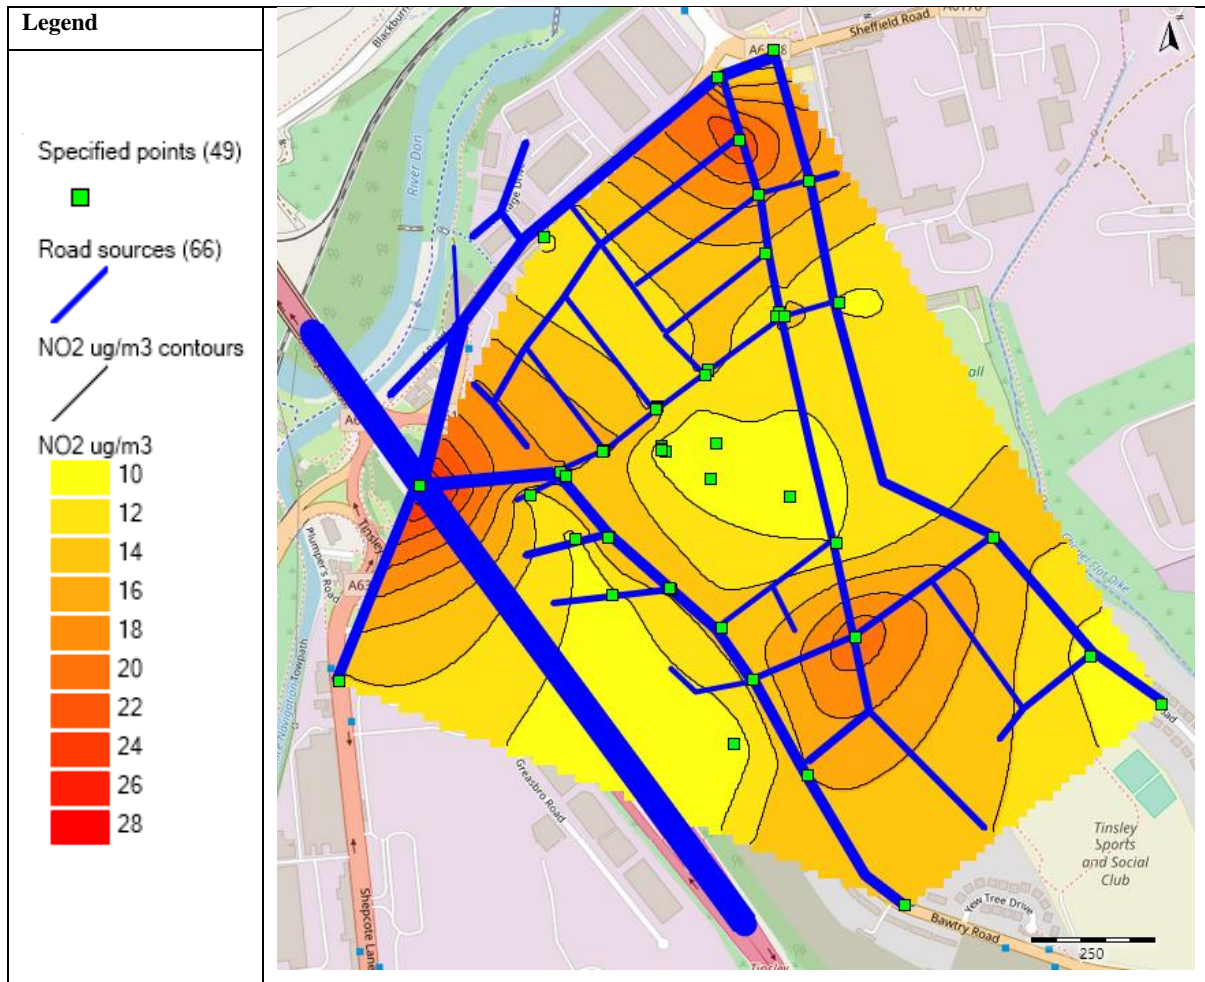 Legend
Specified points (49)
Road sources (66)
NO2 ug/m3 contours
NO2 ug/m3
10
12
14
16
18
20
22
24
26
28
Blackburn
Sheffield Road
River Don
Tinsley
Plumper's Road
Towpath
Greasbro Road
Shepcote Lane
Tinsley
Sports
and Social
Club
New Tree Drive
Bawtry Road
250
Tinsley